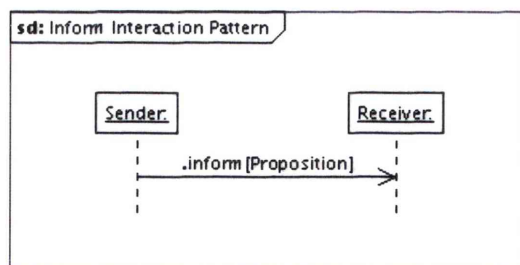 sd: Inform Interaction Pattern
Sender:
Receiver:
.inform [Proposition]